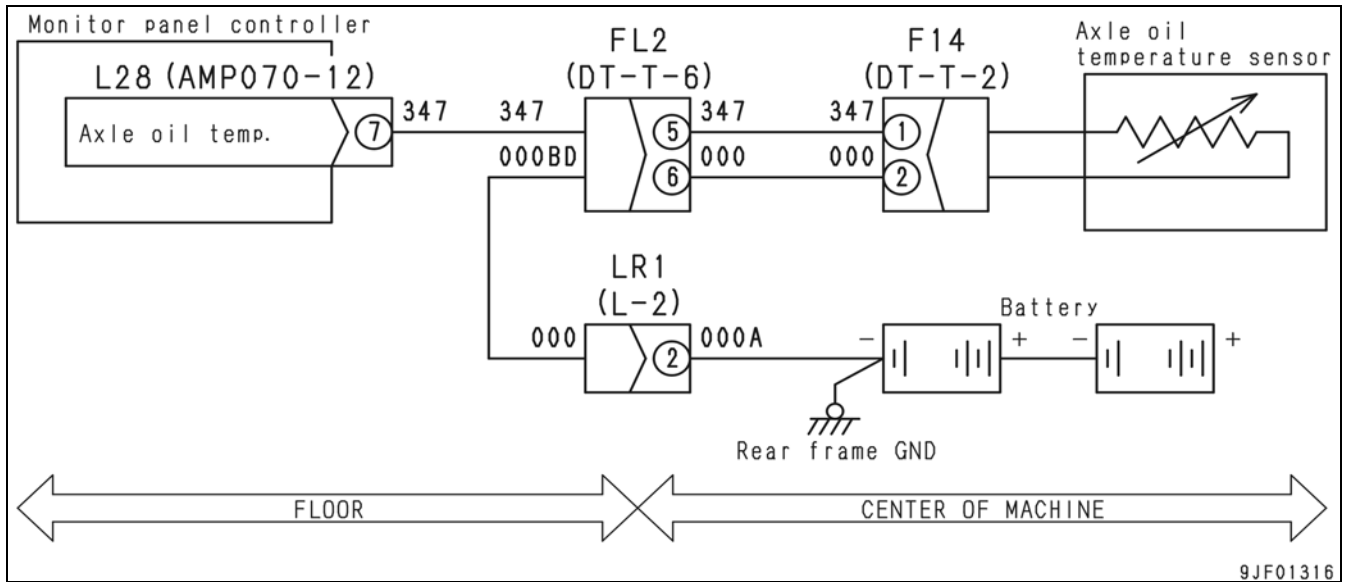 Monitor panel controller
L28 (AMP070-12)
Axle oil temp.
7
347
347
000BD
FL2
(DT-T-6)
5
6
347
000
347
000
F14
(DT-T-2)
1
2
Axle oil
temperature sensor
LR1
(L-2)
000
2
000A
Battery
- + - +
Rear frame GND
FLOOR
CENTER OF MACHINE
9JF01316